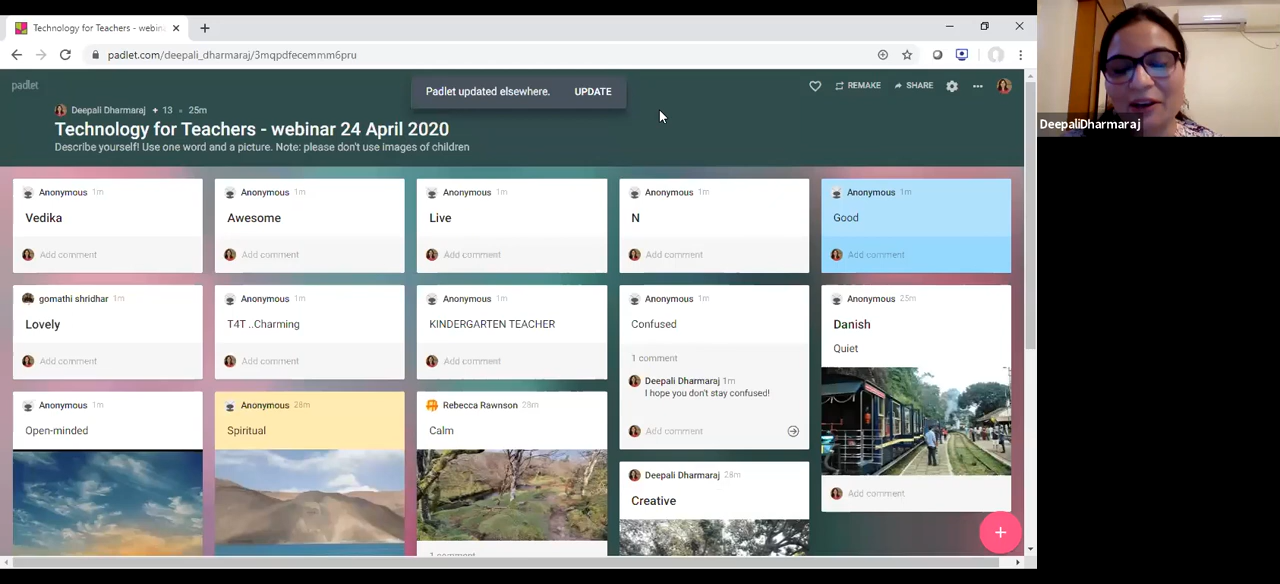 Technology for Teachers - webin
padlet.com/deepali_dharmaraj/3mqpdfecemmm6pru
padlet
Padlet updated elsewhere. UPDATE
REMAKE SHARE
Deepali Dharmaraj + 13 • 25m
Technology for Teachers - webinar 24 April 2020
Describe yourself! Use one word and a picture. Note: please don't use images of children
DeepaliDharmaraj
Anonymous 1m
Vedika
Add comment
Anonymous 1m
Awesome
Add comment
Anonymous 1m
Live
Add comment
Anonymous 1m
N
Add comment
Anonymous 1m
Good
Add comment
gomathi shridhar 1m
Lovely
Add comment
Anonymous 1m
T4T ..Charming
Add comment
Anonymous 1m
KINDERGARTEN TEACHER
Add comment
Anonymous 1m
Confused
1 comment
Deepali Dharmaraj 1m
I hope you don't stay confused!
Add comment
Anonymous 25m
Danish
Quiet
Add comment
Anonymous 1m
Open-minded
Anonymous 28m
Spiritual
Rebecca Rawnson 28m
Calm
1 comment
Deepali Dharmaraj 28m
Creative